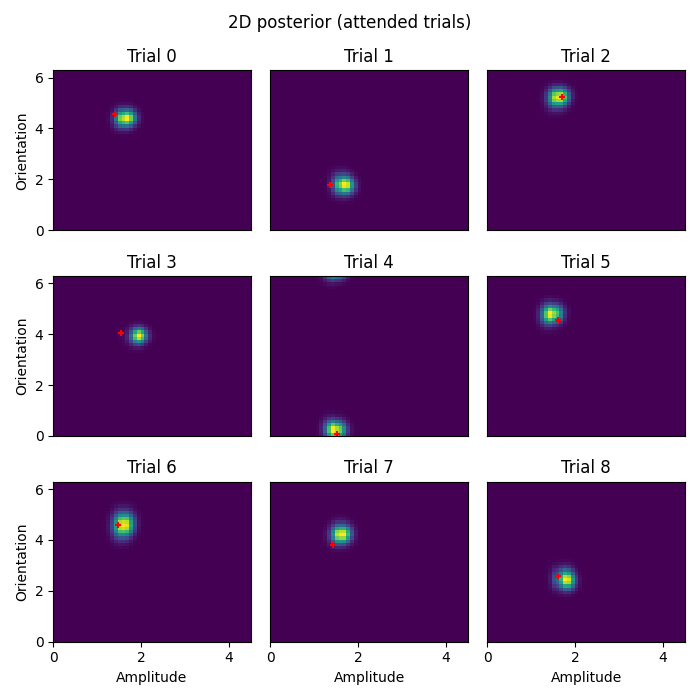 2D posterior (attended trials)
Trial 0
Trial 1
Trial 2
6
4
2
0
Orientation
Trial 3
Trial 4
Trial 5
6
4
2
0
Orientation
Trial 6
Trial 7
Trial 8
6
4
2
0
Orientation
0 2 4
0 2 4
0 2 4
Amplitude
Amplitude
Amplitude